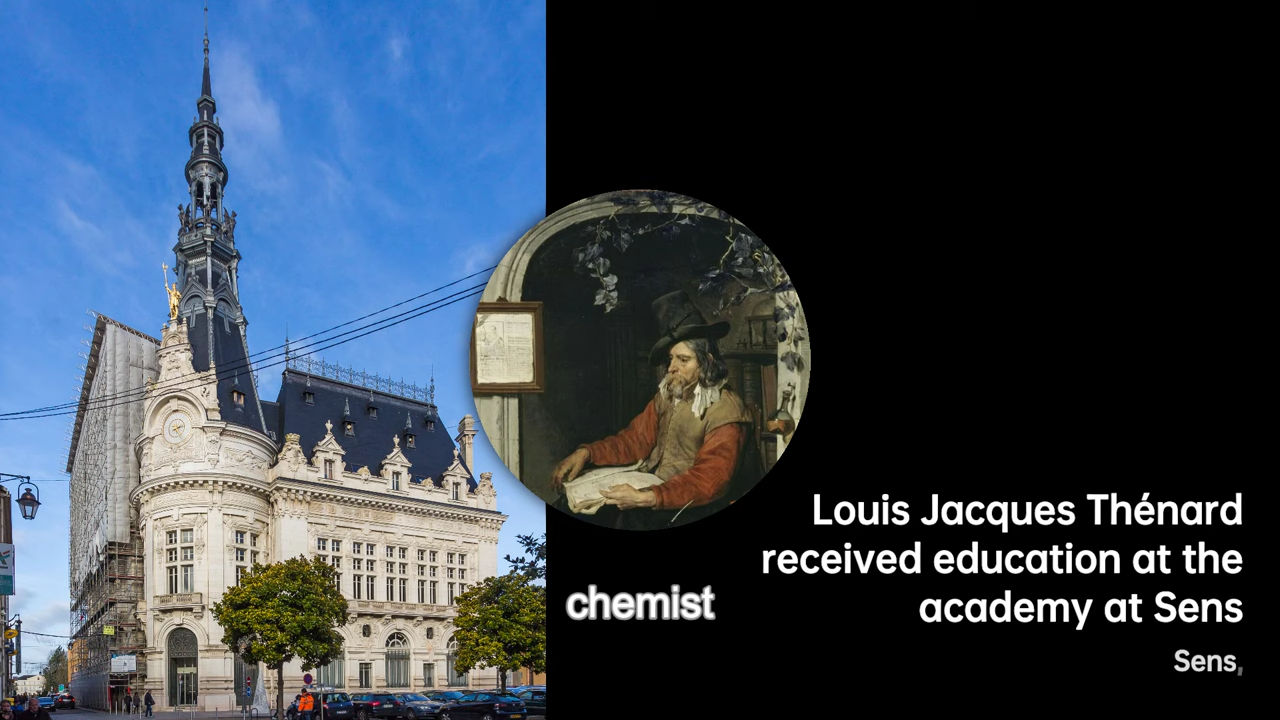 Louis Jacques Thénard
received education at the
academy at Sens
chemist
Sens,